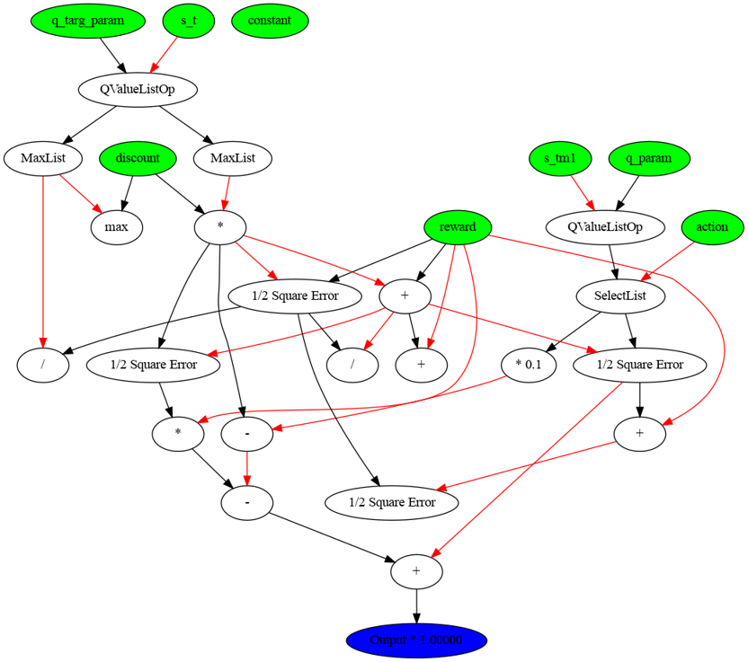 q_targ_param
s_t
constant
QValueListOp
MaxList
discount
MaxList
s_tm1
q_param
max
*
reward
QValueListOp
action
1/2 Square Error
+
SelectList
/
1/2 Square Error
/
+
* 0.1
1/2 Square Error
*
-
+
-
1/2 Square Error
+
Output * 1.00000